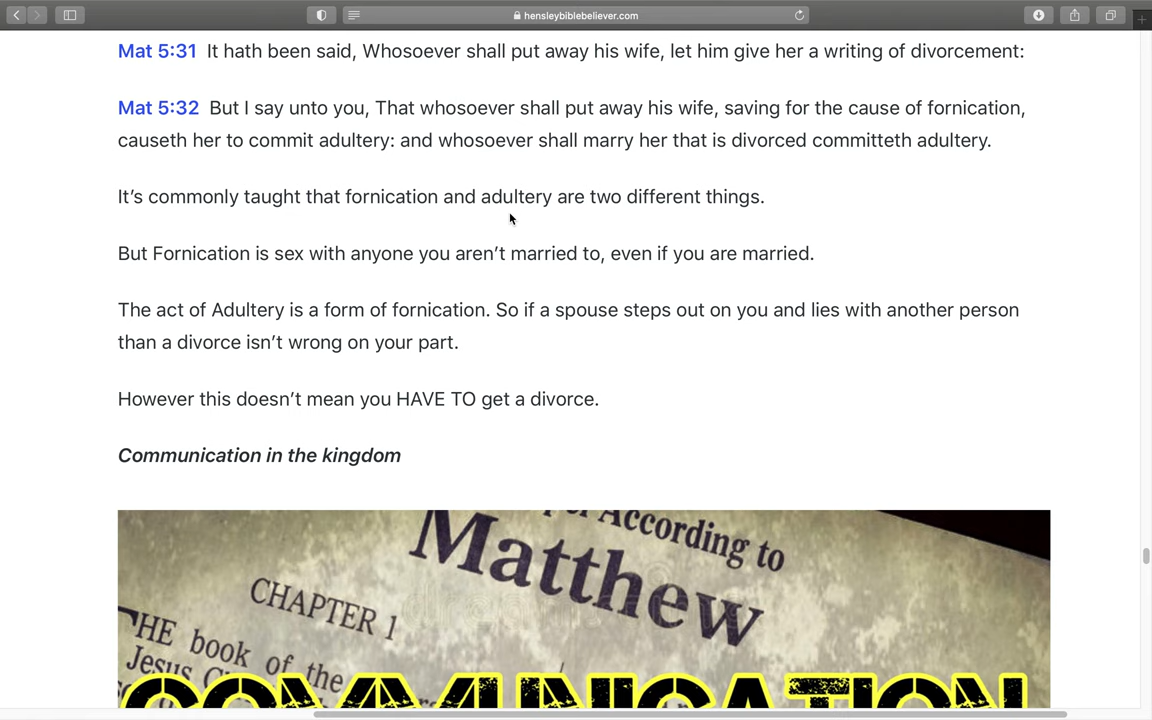 hensleybiblebeliever.com
Mat 5:31 It hath been said, Whosoever shall put away his wife, let him give her a writing of divorcement:
Mat 5:32 But I say unto you, That whosoever shall put away his wife, saving for the cause of fornication,
causeth her to commit adultery: and whosoever shall marry her that is divorced committeth adultery.
It’s commonly taught that fornication and adultery are two different things.
But Fornication is sex with anyone you aren’t married to, even if you are married.
The act of Adultery is a form of fornication. So if a spouse steps out on you and lies with another person
than a divorce isn’t wrong on your part.
However this doesn’t mean you HAVE TO get a divorce.
Communication in the kingdom
According to
Matthew
CHAPTER 1
THE book of the
Jesus
COMMUNICATION